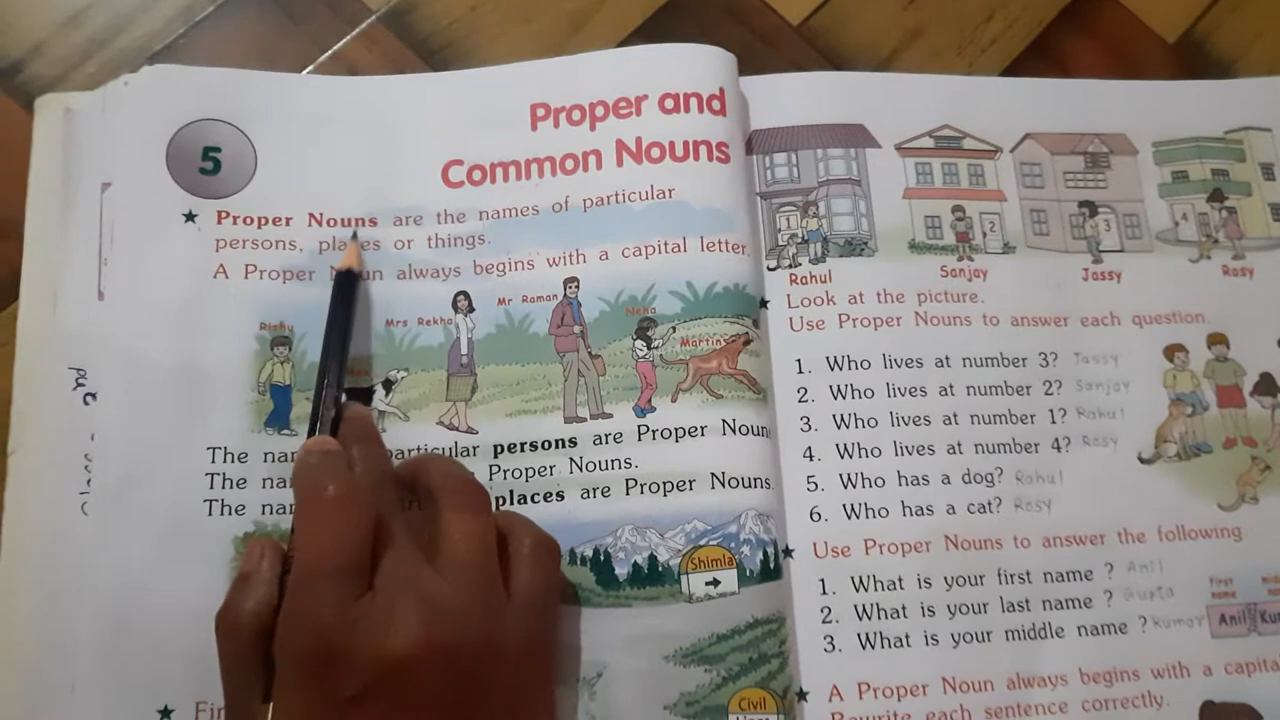 5
Proper and
Common Nouns
★ Proper Nouns are the names of particular
persons, places or things.
A Proper Noun always begins with a capital letter.
Rishu
Mrs Rekha
Mr Raman
Neha
Martin
The particular persons are Proper
The Proper Nouns.
The places are Proper Nouns.
Shimla
Civil
★
Rahul
Sanjay
Jassy
Rosy
★ Look at the picture.
Use Proper Nouns to answer each question.
1. Who lives at number 3? Jassy
2. Who lives at number 2? Sanjay
3. Who lives at number 1? Rahul
4. Who lives at number 4? Rosy
5. Who has a dog? Rahul
6. Who has a cat? Rosy
★ Use Proper Nouns to answer the following
1. What is your first name ? Anil
2. What is your last name ? Gupta
3. What is your middle name ? Kumar
first
name
Anil
★ A Proper Noun always begins with a
Rewrite each sentence correctly.
1
2
3
4